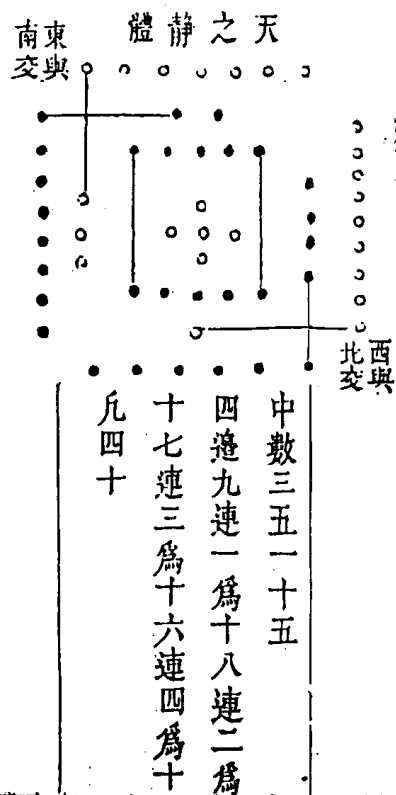 天之靜體
東與
南交
西與
北交
中數三五一十五
四邉九連一爲十八連二爲
十七連三爲十六連四爲十
凡四十